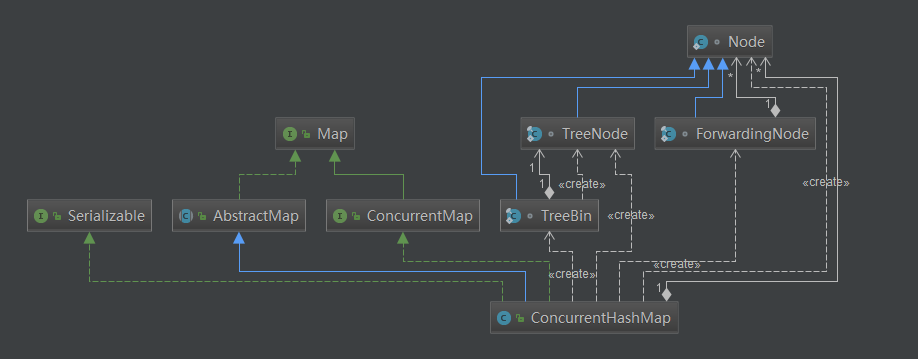 Node
*
*
1
Map
TreeNode
ForwardingNode
1
1
«create»
«create»
Serializable
AbstractMap
ConcurrentMap
TreeBin
«create»
«create»
«create»
1
ConcurrentHashMap